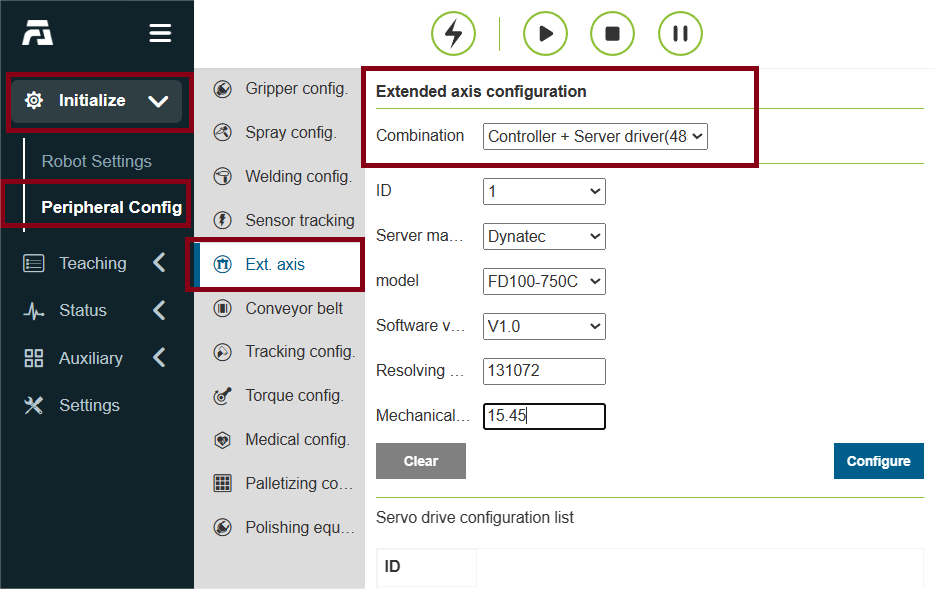 Initialize
Robot Settings
Peripheral Config
Teaching
Status
Auxiliary
Settings
Gripper config.
Spray config.
Welding config.
Sensor tracking
Ext. axis
Conveyor belt
Tracking config.
Torque config.
Medical config.
Palletizing co…
Polishing equ…
Extended axis configuration
Combination Controller + Server driver(48
ID 1
Server ma… Dynatec
model FD100-750C
Software v… V1.0
Resolving … 131072
Mechanical… 15.45
Clear Configure
Servo drive configuration list
ID